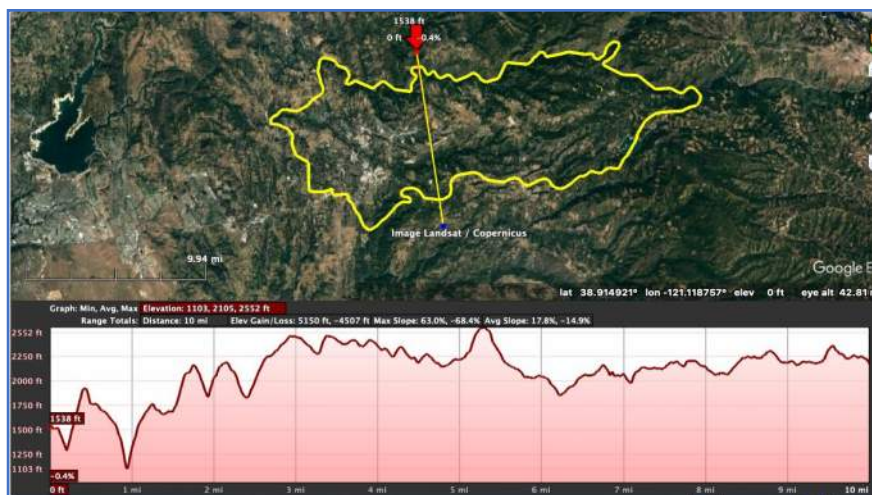 1538 ft
0 ft -0.4%
Image Landsat / Copernicus
9.94 mi
Google E
lat 38.914921° lon -121.118757° elev 0 ft eye alt 42.81
Graph: Min, Avg, Max Elevation: 1103, 2105, 2552 ft
Range Totals: Distance: 10 mi Elev Gain/Loss: 5150 ft, -4507 ft Max Slope: 63.0%, -68.4% Avg Slope: 17.8%, -14.9%
2552 ft
2250 ft
2000 ft
1750 ft
1538 ft
1500 ft
1250 ft
1103 ft
-0.4%
0 ft 1 mi 2 mi 3 mi 4 mi 5 mi 6 mi 7 mi 8 mi 9 mi 10 mi